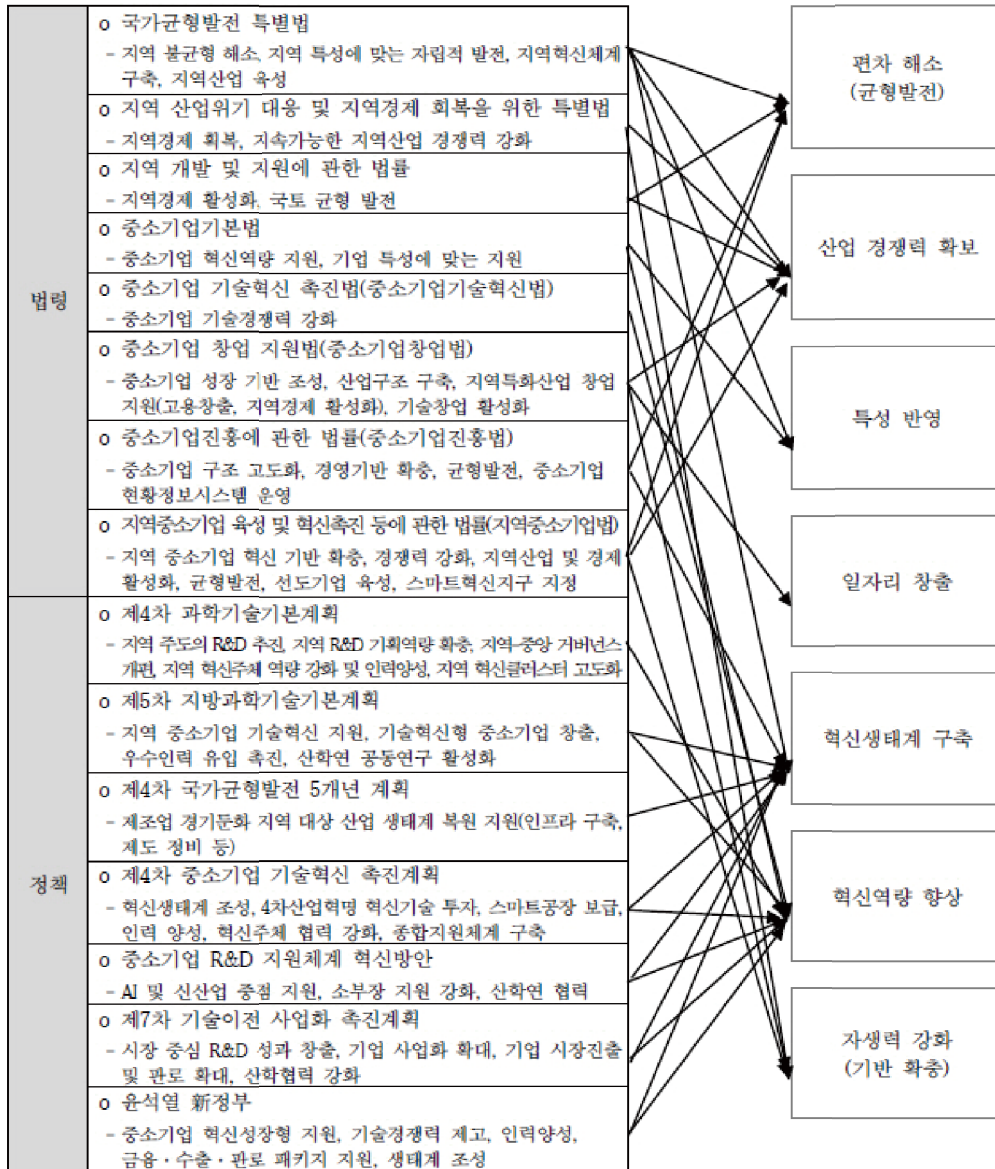 법령
o 국가균형발전 특별법
- 지역 불균형 해소, 지역 특성에 맞는 자립적 발전, 지역혁신체계
구축, 지역산업 육성
o 지역 산업위기 대응 및 지역경제 회복을 위한 특별법
- 지역경제 회복, 지속가능한 지역산업 경쟁력 강화
o 지역 개발 및 지원에 관한 법률
- 지역경제 활성화, 국토 균형 발전
o 중소기업기본법
- 중소기업 혁신역량 지원, 기업 특성에 맞는 지원
o 중소기업 기술혁신 촉진법(중소기업기술혁신법)
- 중소기업 기술경쟁력 강화
o 중소기업 창업 지원법(중소기업창업법)
- 중소기업 성장 기반 조성, 산업구조 구축, 지역특화산업 창업
지원(고용창출, 지역경제 활성화), 기술창업 활성화
o 중소기업진흥에 관한 법률(중소기업진흥법)
- 중소기업 구조 고도화, 경영기반 확충, 균형발전, 중소기업
현황정보시스템 운영
o 지역중소기업 육성 및 혁신촉진 등에 관한 법률(지역중소기업법)
- 지역 중소기업 혁신 기반 확충, 경쟁력 강화, 지역산업 및 경제
활성화, 균형발전, 선도기업 육성, 스마트혁신지구 지정
정책
o 제4차 과학기술기본계획
- 지역 주도의 R&D 추진, 지역 R&D 기획역량 확충, 지역-중앙 거버넌스
개편, 지역 혁신주체 역량 강화 및 인력양성, 지역 혁신클러스터 고도화
o 제5차 지방과학기술기본계획
- 지역 중소기업 기술혁신 지원, 기술혁신형 중소기업 창출,
우수인력 유입 촉진, 산학연 공동연구 활성화
o 제4차 국가균형발전 5개년 계획
- 제조업 경기둔화 지역 대상 산업 생태계 복원 지원(인프라 구축,
제도 정비 등)
o 제4차 중소기업 기술혁신 촉진계획
- 혁신생태계 조성, 4차산업혁명 혁신기술 투자, 스마트공장 보급,
인력 양성, 혁신주체 협력 강화, 종합지원체계 구축
o 중소기업 R&D 지원체계 혁신방안
- AI 및 신산업 중점 지원, 소부장 지원 강화, 산학연 협력
o 제7차 기술이전 사업화 촉진계획
- 시장 중심 R&D 성과 창출, 기업 사업화 확대, 기업 시장진출
및 판로 확대, 산학협력 강화
o 윤석열 新정부
- 중소기업 혁신성장형 지원, 기술경쟁력 제고, 인력양성,
금융·수출·판로 패키지 지원, 생태계 조성
편차 해소
(균형발전)
산업 경쟁력 확보
특성 반영
일자리 창출
혁신생태계 구축
혁신역량 향상
자생력 강화
(기반 확충)